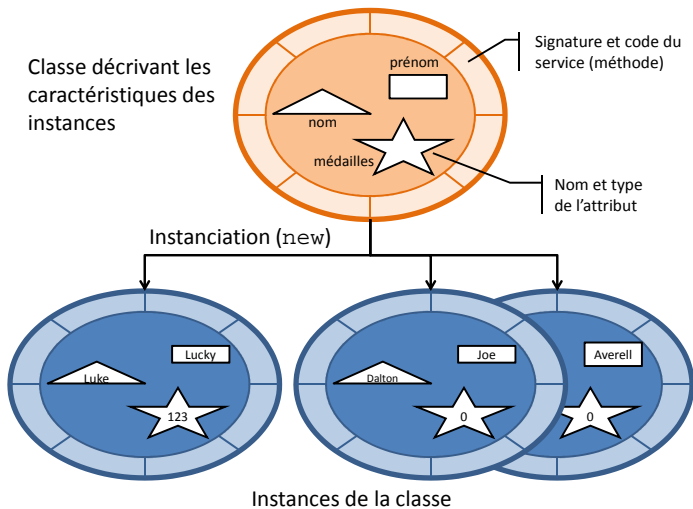 Classe décrivant les
caractéristiques des
instances
prénom
nom
médailles
Signature et code du
service (méthode)
Nom et type
de l'attribut
Instanciation (new)
Lucky
Luke
123
Joe
Dalton
0
Averell
0
Instances de la classe